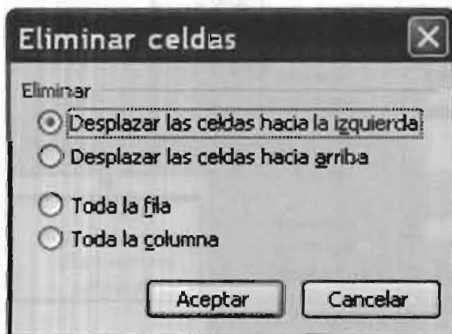 Eliminar celdas
Eliminar
Desplazar las celdas hacia la izquierda
Desplazar las celdas hacia arriba
Toda la fila
Toda la columna
Aceptar
Cancelar